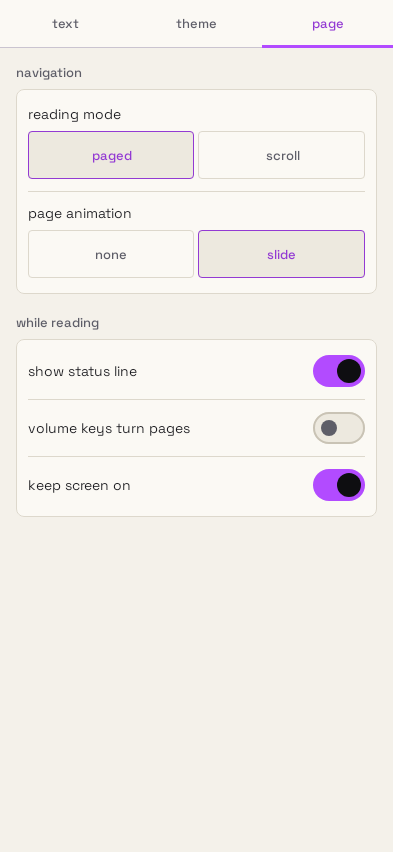 text theme page
navigation
reading mode
paged scroll
page animation
none slide
while reading
show status line
volume keys turn pages
keep screen on